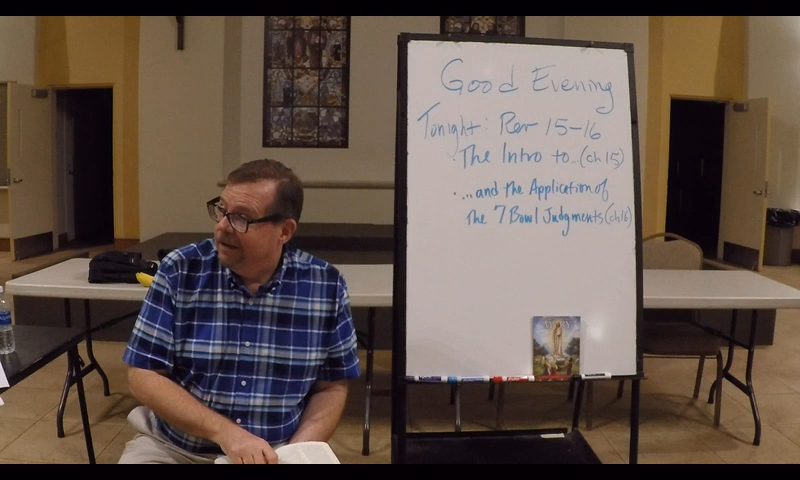 Good Evening
Tonight: Rev 15-16
The Intro to...(ch 15)
...and the Application of
The 7 Bowl Judgments (ch 16)